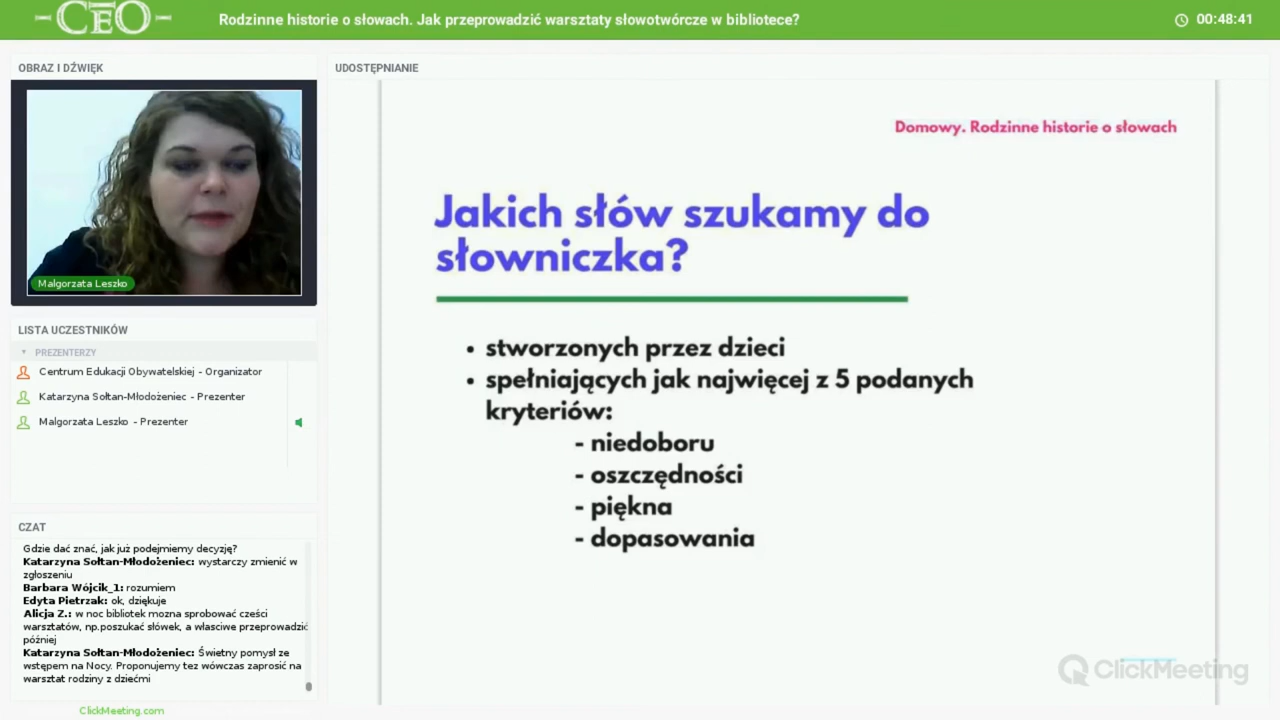 CEO
Rodzinne historie o słowach. Jak przeprowadzić warsztaty słowotwórcze w bibliotece?
00:48:41
OBRAZ I DŹWIĘK
Malgorzata Leszko
LISTA UCZESTNIKÓW
PREZENTERZY
Centrum Edukacji Obywatelskiej - Organizator
Katarzyna Sołtan-Młodożeniec - Prezenter
Malgorzata Leszko - Prezenter
CZAT
Gdzie dać znać, jak już podejmiemy decyzję?
Katarzyna Sołtan-Młodożeniec: wystarczy zmienić w
zgłoszeniu
Barbara Wójcik_1: rozumiem
Edyta Pietrzak: ok, dziękuje
Alicja Z.: w noc bibliotek mozna sprobować cześci
warsztatów, np.poszukać słówek, a własciwe przeprowadzić
później
Katarzyna Sołtan-Młodożeniec: Świetny pomysł ze
wstępem na Nocy. Proponujemy tez wówczas zaprosić na
warsztat rodziny z dziećmi
ClickMeeting.com
UDOSTĘPNIANIE
Domowy. Rodzinne historie o słowach
Jakich słów szukamy do
słowniczka?
• stworzonych przez dzieci
• spełniających jak najwięcej z 5 podanych
kryteriów:
- niedoboru
- oszczędności
- piękna
- dopasowania
ClickMeeting